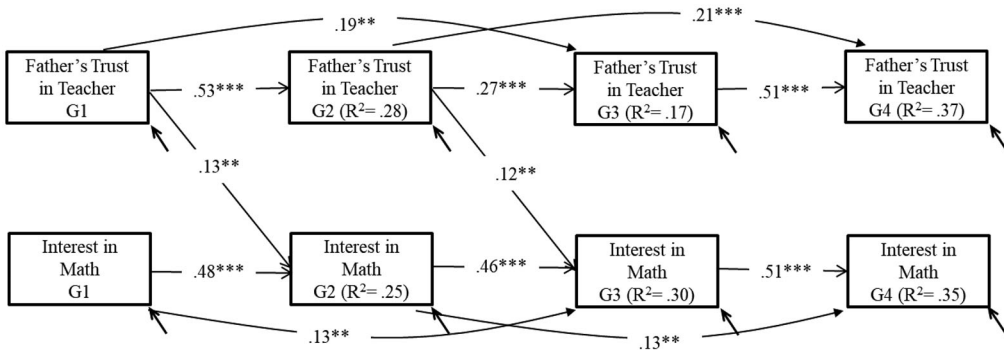 .19**
.21***
Father's Trust
in Teacher
G1
.53***
Father's Trust
in Teacher
G2 (R²= .28)
.27***
Father's Trust
in Teacher
G3 (R²= .17)
.51***
Father's Trust
in Teacher
G4 (R²= .37)
.13**
.12**
Interest in
Math
G1
.48***
Interest in
Math
G2 (R²= .25)
.46***
Interest in
Math
G3 (R²= .30)
.51***
Interest in
Math
G4 (R²= .35)
.13**
.13**